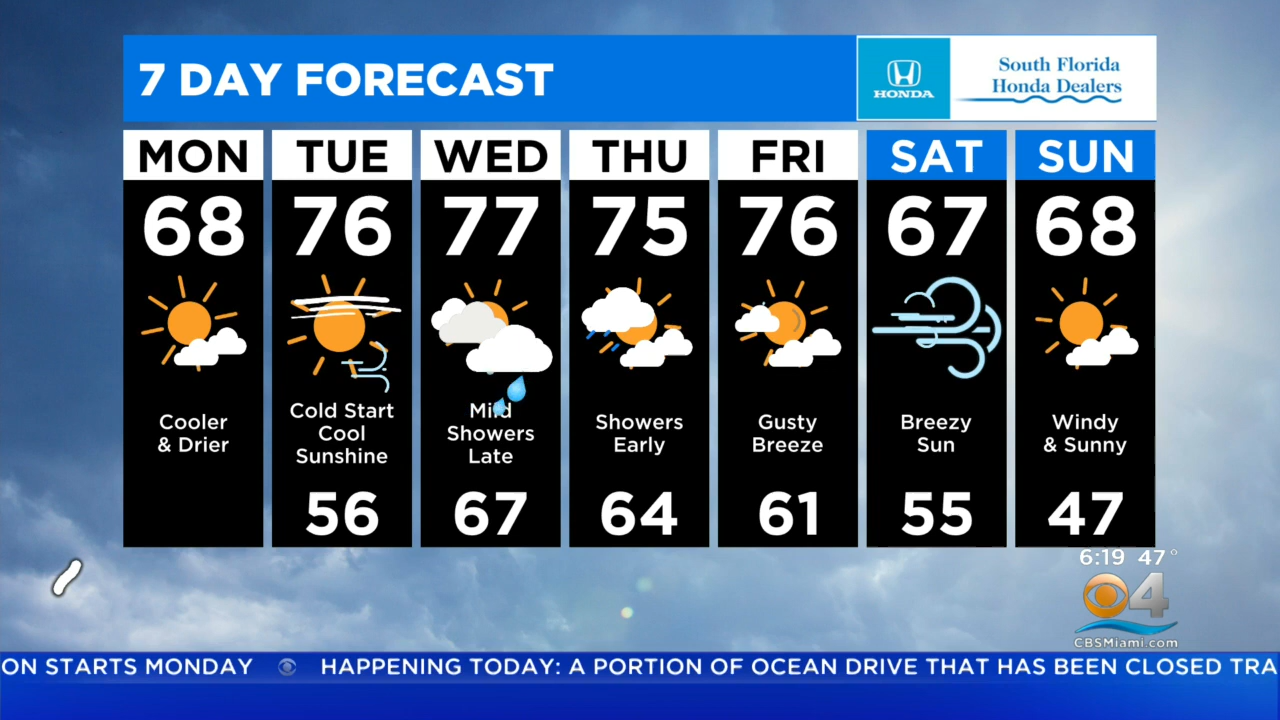 7 DAY FORECAST
HONDA
South Florida
Honda Dealers
MON
68
Cooler
& Drier
TUE
76
Cold Start
Cool
Sunshine
56
WED
77
Mild
Showers
Late
67
THU
75
Showers
Early
64
FRI
76
Gusty
Breeze
61
SAT
67
Breezy
Sun
55
SUN
68
Windy
& Sunny
47
6:19 47°
4
CBSMiami.com
ON STARTS MONDAY HAPPENING TODAY: A PORTION OF OCEAN DRIVE THAT HAS BEEN CLOSED TRA